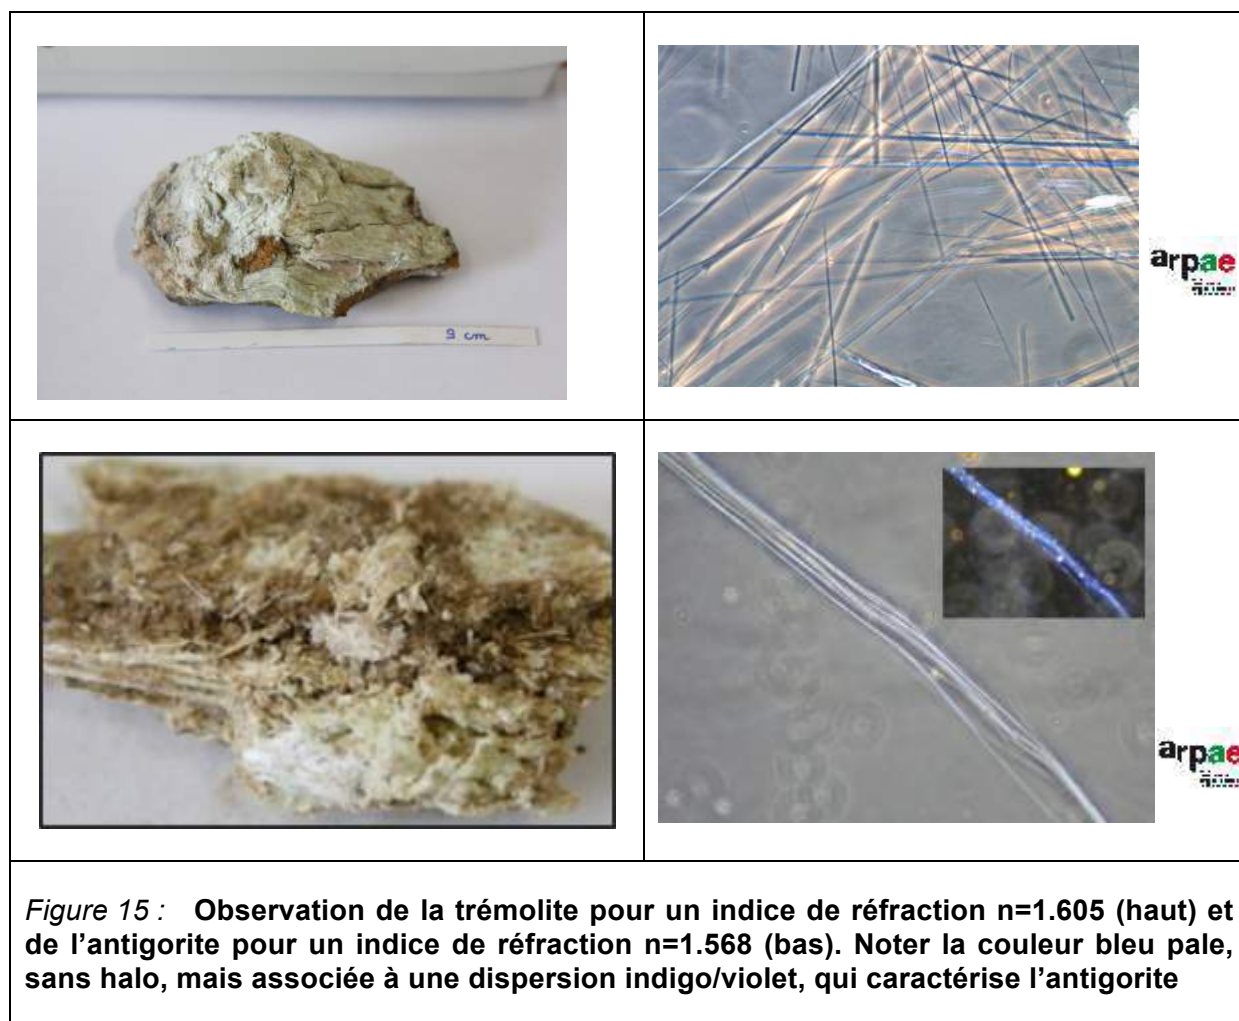 9 cm
arpae
arpae
Figure 15 : Observation de la trémolite pour un indice de réfraction n=1.605 (haut) et
de l’antigorite pour un indice de réfraction n=1.568 (bas). Noter la couleur bleu pale,
sans halo, mais associée à une dispersion indigo/violet, qui caractérise l’antigorite